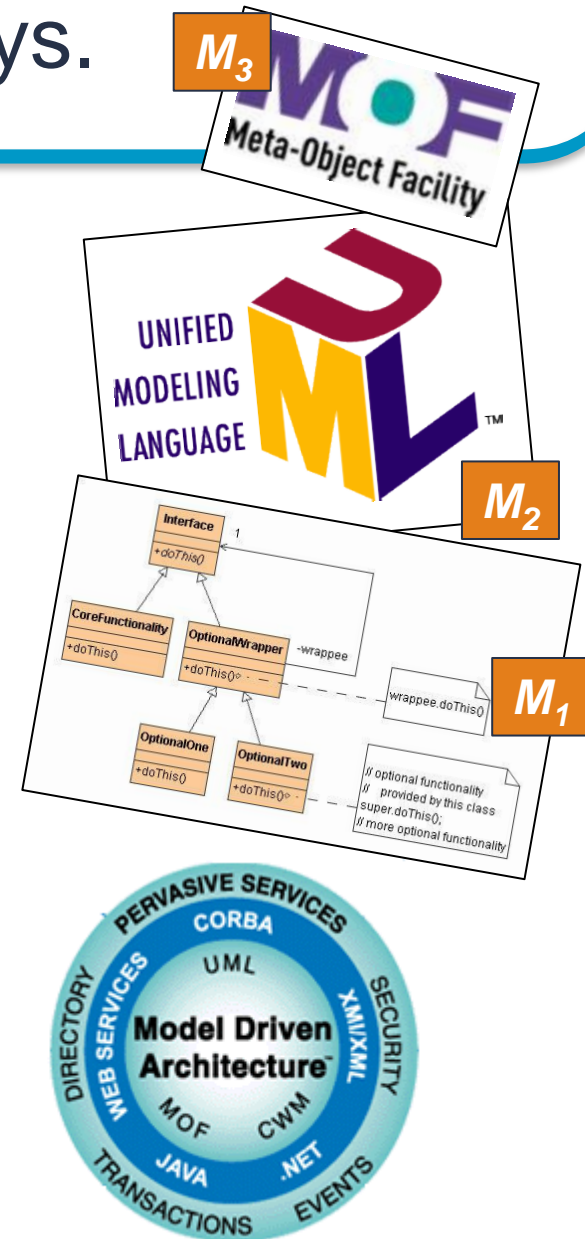 ys.
M3
MOF
Meta-Object Facility
UML
UNIFIED
MODELING
LANGUAGE
TM
M2
Interface
+doThis()
1
CoreFunctionality
+doThis()
OptionalWrapper
+doThis()
-wrappee
wrappee.doThis()
M1
OptionalOne
+doThis()
OptionalTwo
+doThis()
// optional functionality
// provided by this class
super.doThis();
// more optional functionality
PERVASIVE SERVICES
CORBA
UML
DIRECTORY
WEB SERVICES
Model Driven
Architecture
XMI/XML
SECURITY
MOF
CWM
JAVA
.NET
TRANSACTIONS
EVENTS